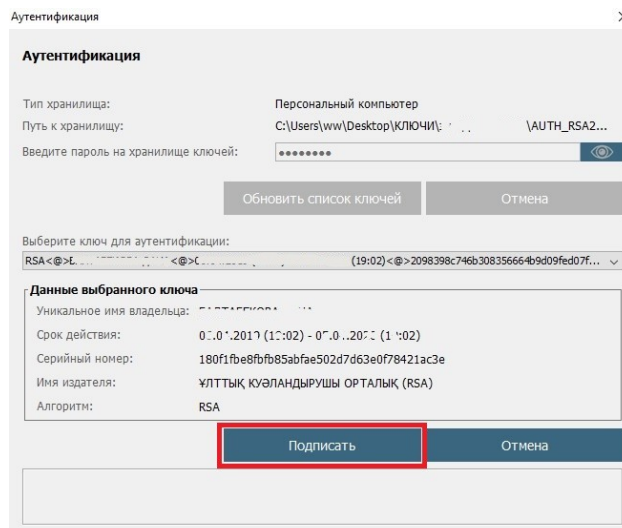 Аутентификация
Аутентификация
Тип хранилища: Персональный компьютер
Путь к хранилищу: C:\Users\ww\Desktop\КЛЮЧИ\ \AUTH_RSA2...
Введите пароль на хранилище ключей: ●●●●●●●●
Обновить список ключей Отмена
Выберите ключ для аутентификации:
RSA<@> <@> (19:02)<@>2098398c746b308356664b9d09fed07f...
Данные выбранного ключа
Уникальное имя владельца:
Срок действия:
Серийный номер: 180f1fbe8fbfb85abfae502d7d63e0f78421ac3e
Имя издателя: ҰЛТТЫҚ КУӘЛАНДЫРУШЫ ОРТАЛЫҚ (RSA)
Алгоритм: RSA
Подписать Отмена